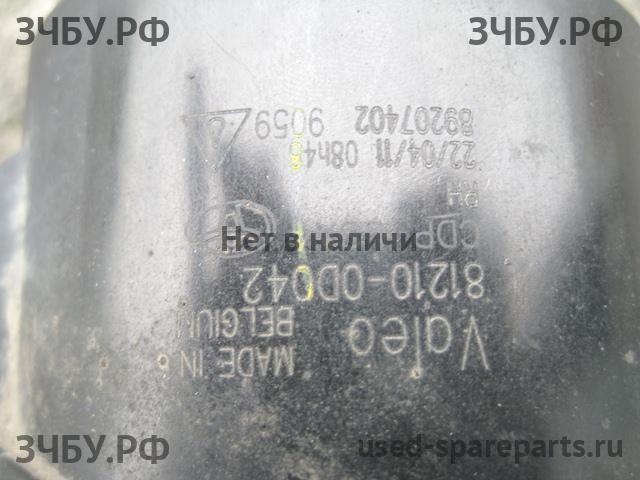 ЗЧБУ.РФ
ЗЧБУ.РФ
Valeo
MADE IN
BELGIUM
81210-0D042
CDP
RH
22/04/11 08h48
89207402 9059
Нет в наличии
ЗЧБУ.РФ
used-spareparts.ru